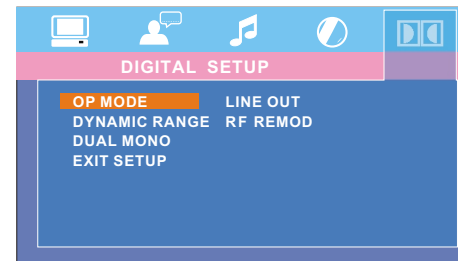 DIGITAL SETUP
OP MODE LINE OUT
DYNAMIC RANGE RF REMOD
DUAL MONO
EXIT SETUP